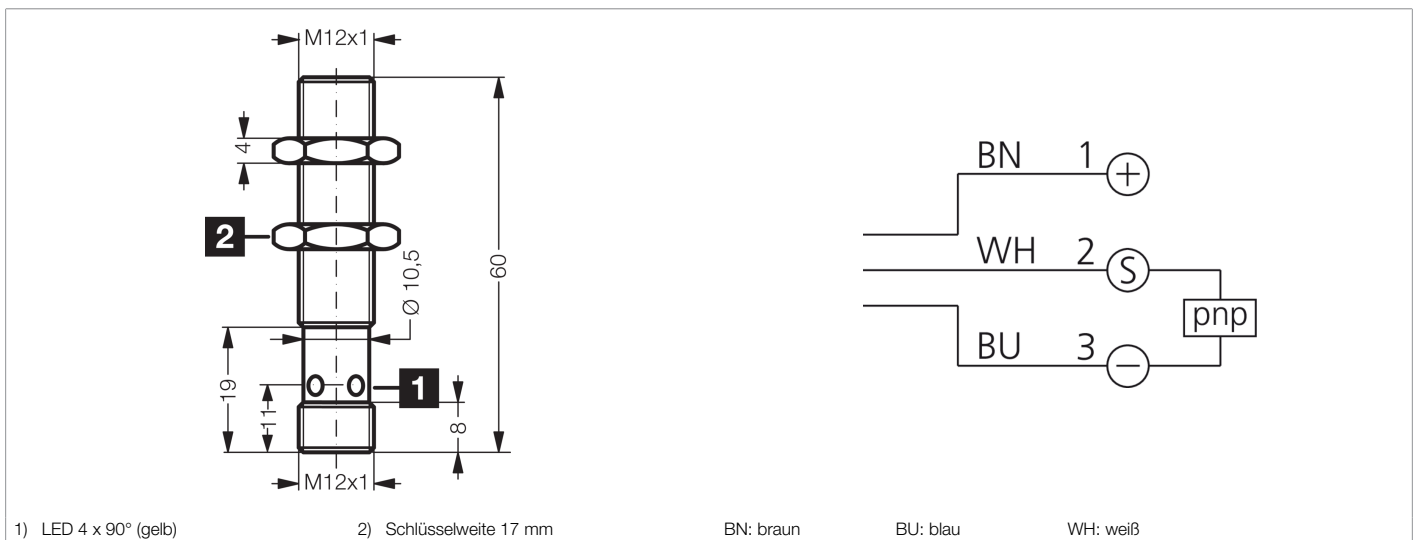 M12x1
4
2
Ø 10,5
60
19
11
1
8
M12x1
BN 1
+
WH 2
S
pnp
BU 3
−
1) LED 4 x 90° (gelb) 2) Schlüsselweite 17 mm BN: braun BU: blau WH: weiß